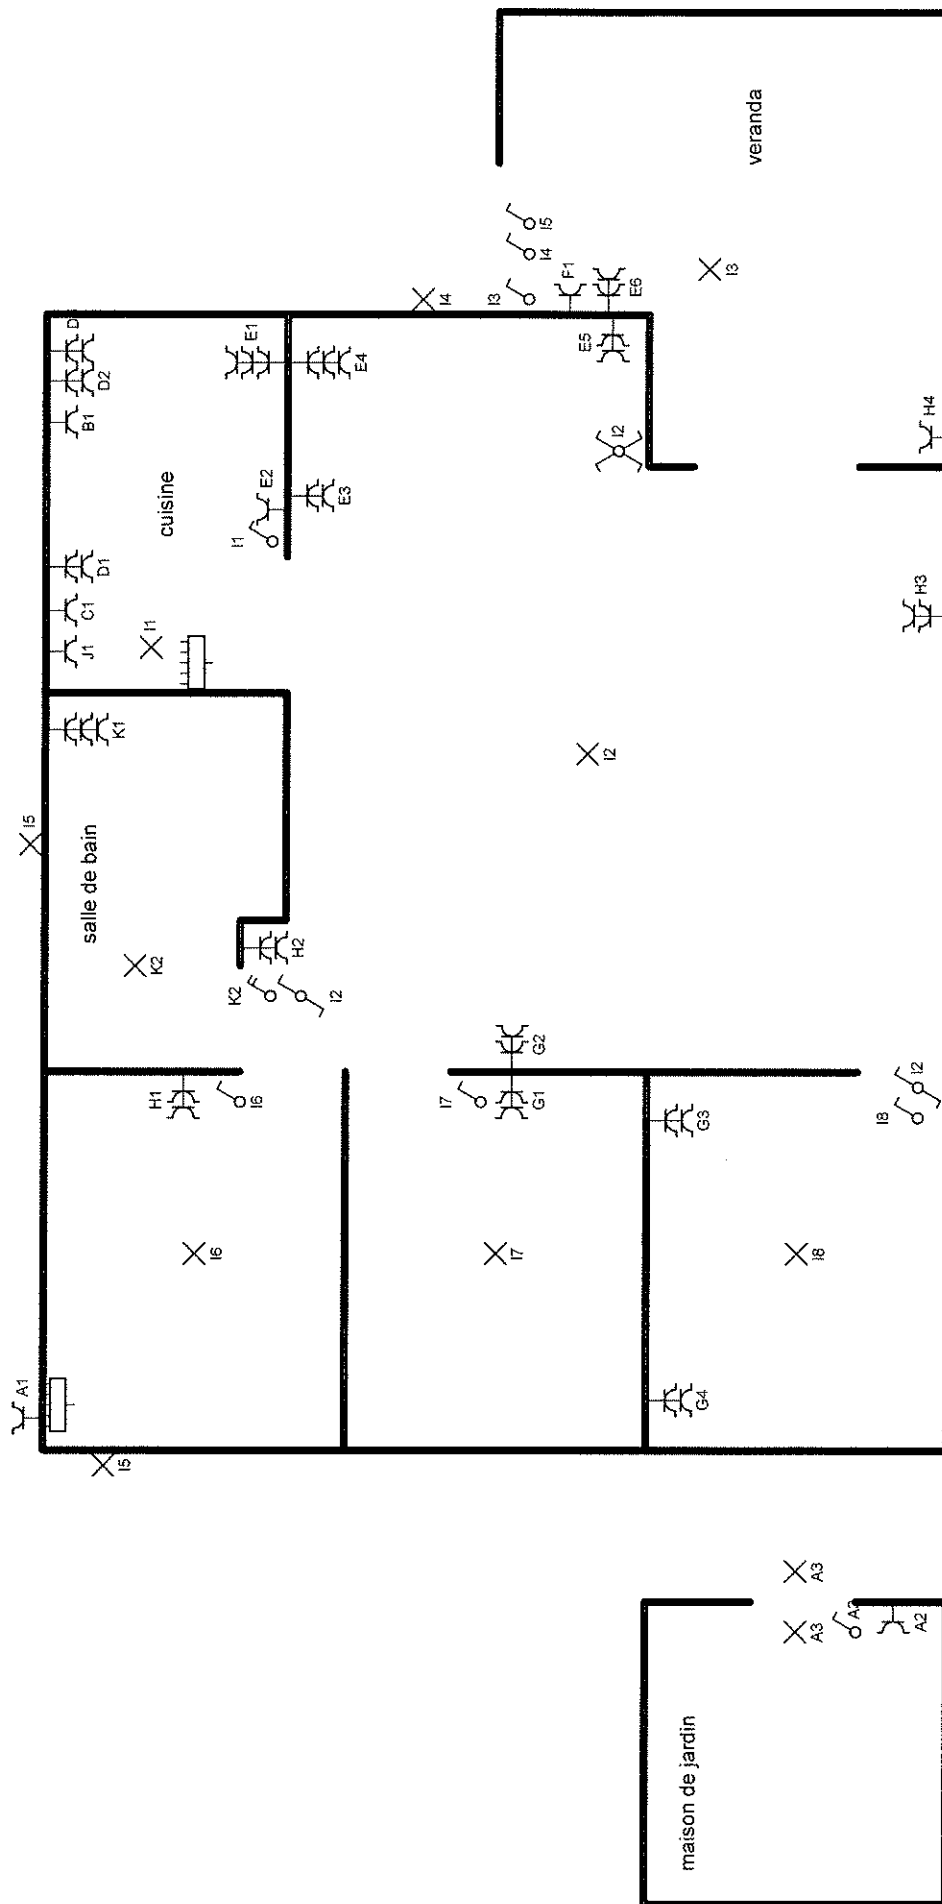 A1
I5
D
J1
C1
D1
B1
D2
salle de bain
K1
I5
I1
K2
cuisine
H1
I6
K2
I1
E2
E1
I6
H2
I2
E3
E4
I7
I4
I7
G1
G2
I3
I4
I5
F1
E5
I2
I2
E6
maison de jardin
G4
G3
I3
veranda
A3
A3
I8
I8
I2
A2
H3
H4